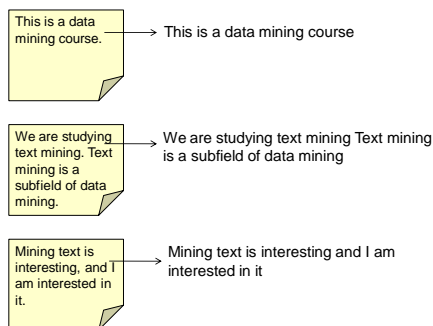 This is a data
mining course.
This is a data mining course
We are studying
text mining. Text
mining is a
subfield of data
mining.
We are studying text mining Text mining
is a subfield of data mining
Mining text is
interesting, and I
am interested in
it.
Mining text is interesting and I am
interested in it